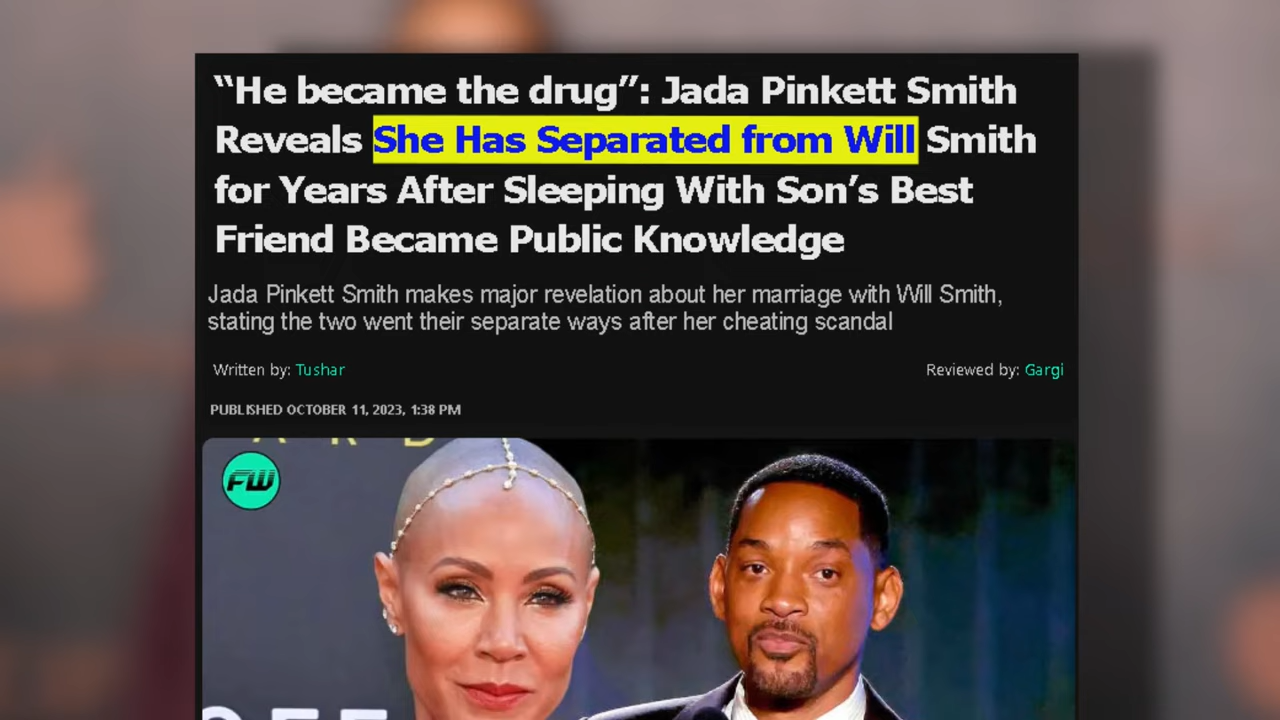 “He became the drug”: Jada Pinkett Smith
Reveals She Has Separated from Will Smith
for Years After Sleeping With Son’s Best
Friend Became Public Knowledge
Jada Pinkett Smith makes major revelation about her marriage with Will Smith,
stating the two went their separate ways after her cheating scandal
Written by: Tushar
Reviewed by: Gargi
PUBLISHED OCTOBER 11, 2023, 1:38 PM
A R D
FW